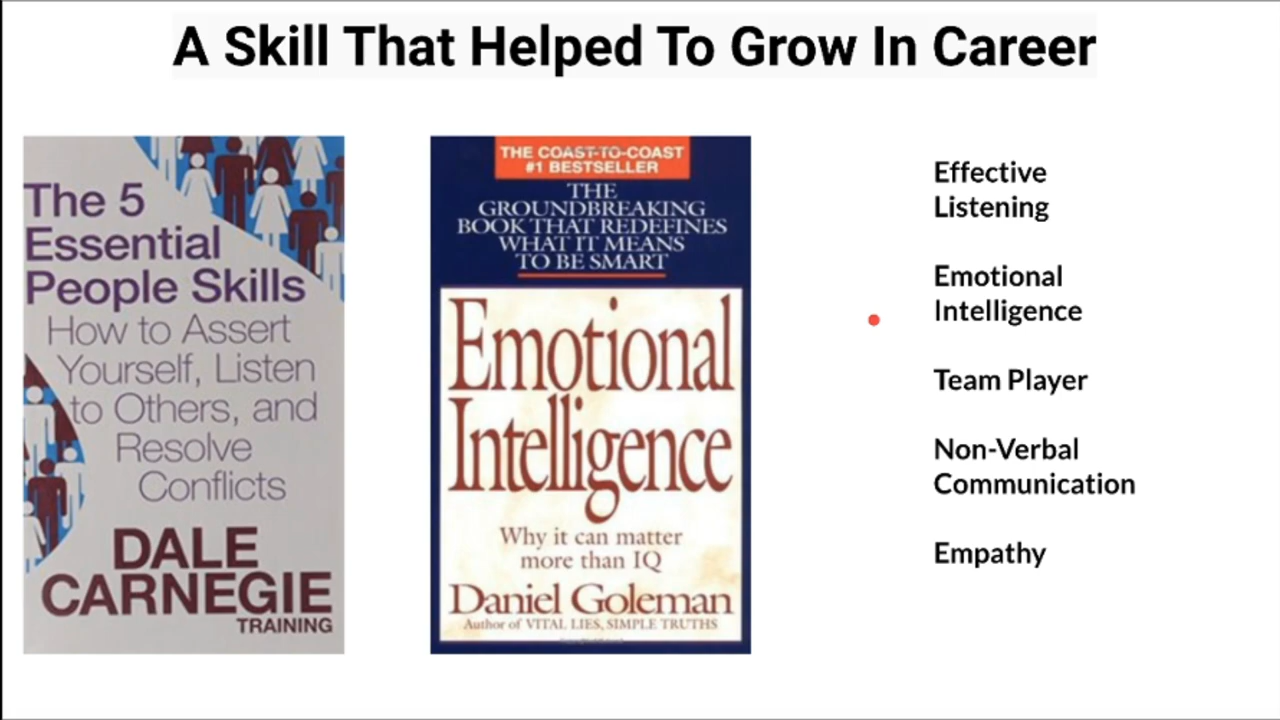 A Skill That Helped To Grow In Career
The 5
Essential
People Skills
How to Assert
Yourself, Listen
to Others, and
Resolve
Conflicts
DALE
CARNEGIE
TRAINING
THE COAST-TO-COAST
#1 BESTSELLER
THE
GROUNDBREAKING
BOOK THAT REDEFINES
WHAT IT MEANS
TO BE SMART
Emotional
Intelligence
Why it can matter
more than IQ
Daniel Goleman
Author of VITAL LIES, SIMPLE TRUTHS
Effective
Listening
Emotional
Intelligence
Team Player
Non-Verbal
Communication
Empathy